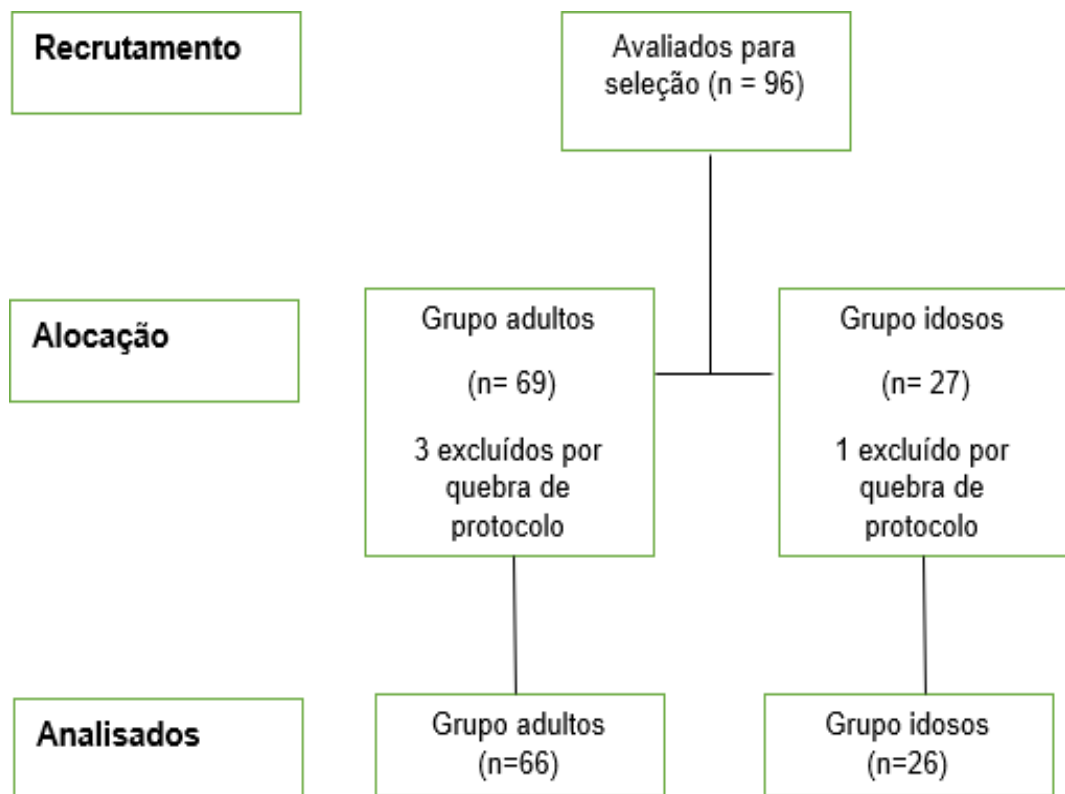 Recrutamento
Avaliados para
seleção (n = 96)
Alocação
Grupo adultos
(n= 69)
3 excluídos por
quebra de
protocolo
Grupo idosos
(n= 27)
1 excluído por
quebra de
protocolo
Analisados
Grupo adultos
(n=66)
Grupo idosos
(n=26)